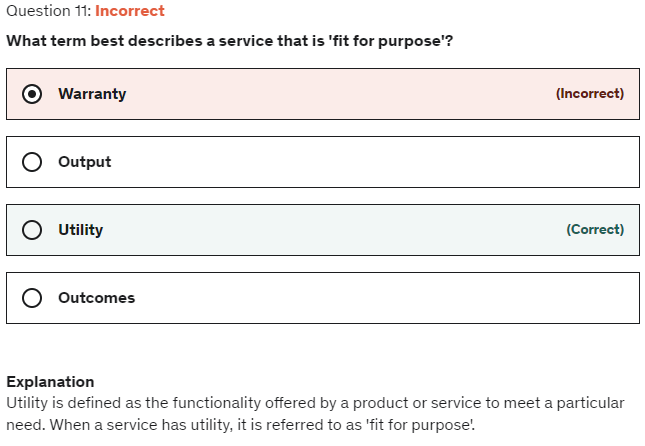 Question 11: Incorrect
What term best describes a service that is 'fit for purpose'?
Warranty (Incorrect)
Output
Utility (Correct)
Outcomes
Explanation
Utility is defined as the functionality offered by a product or service to meet a particular
need. When a service has utility, it is referred to as 'fit for purpose'.